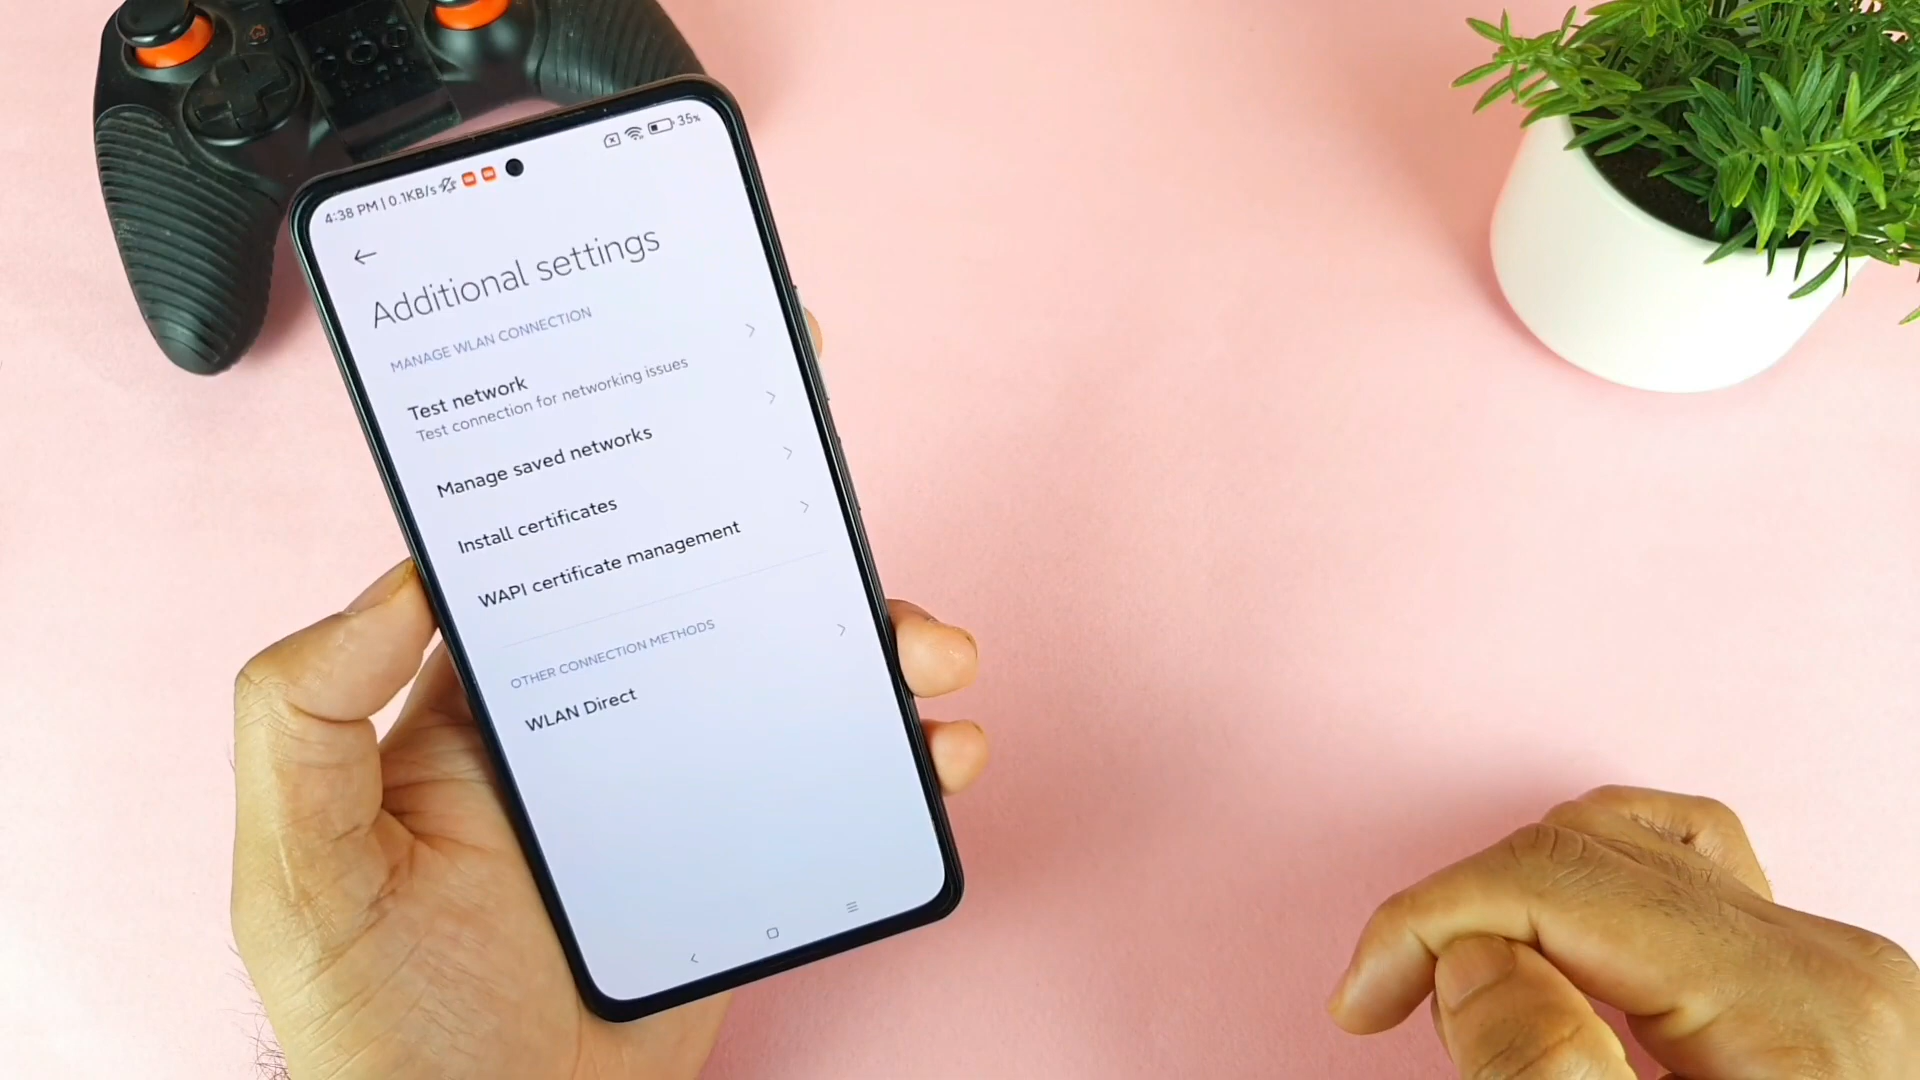 4:38 PM | 0.1KB/s
35%
Additional settings
MANAGE WLAN CONNECTION
Test network
Test connection for networking issues
Manage saved networks
Install certificates
WAPI certificate management
OTHER CONNECTION METHODS
WLAN Direct